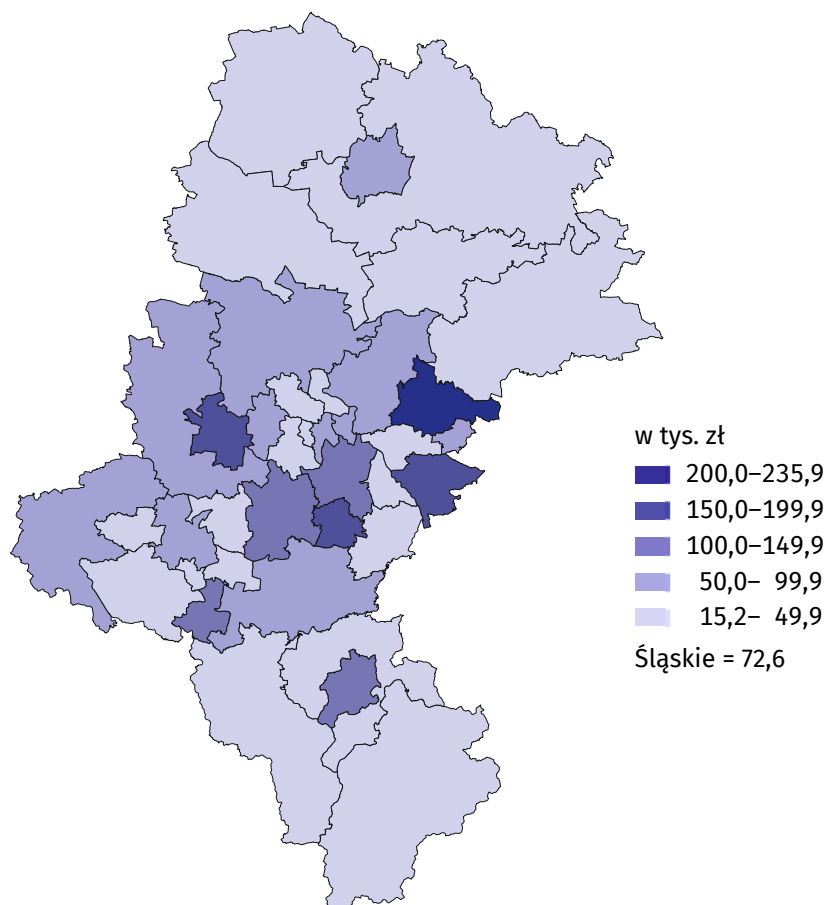 w tys. zł
200,0–235,9
150,0–199,9
100,0–149,9
50,0– 99,9
15,2– 49,9
Śląskie = 72,6